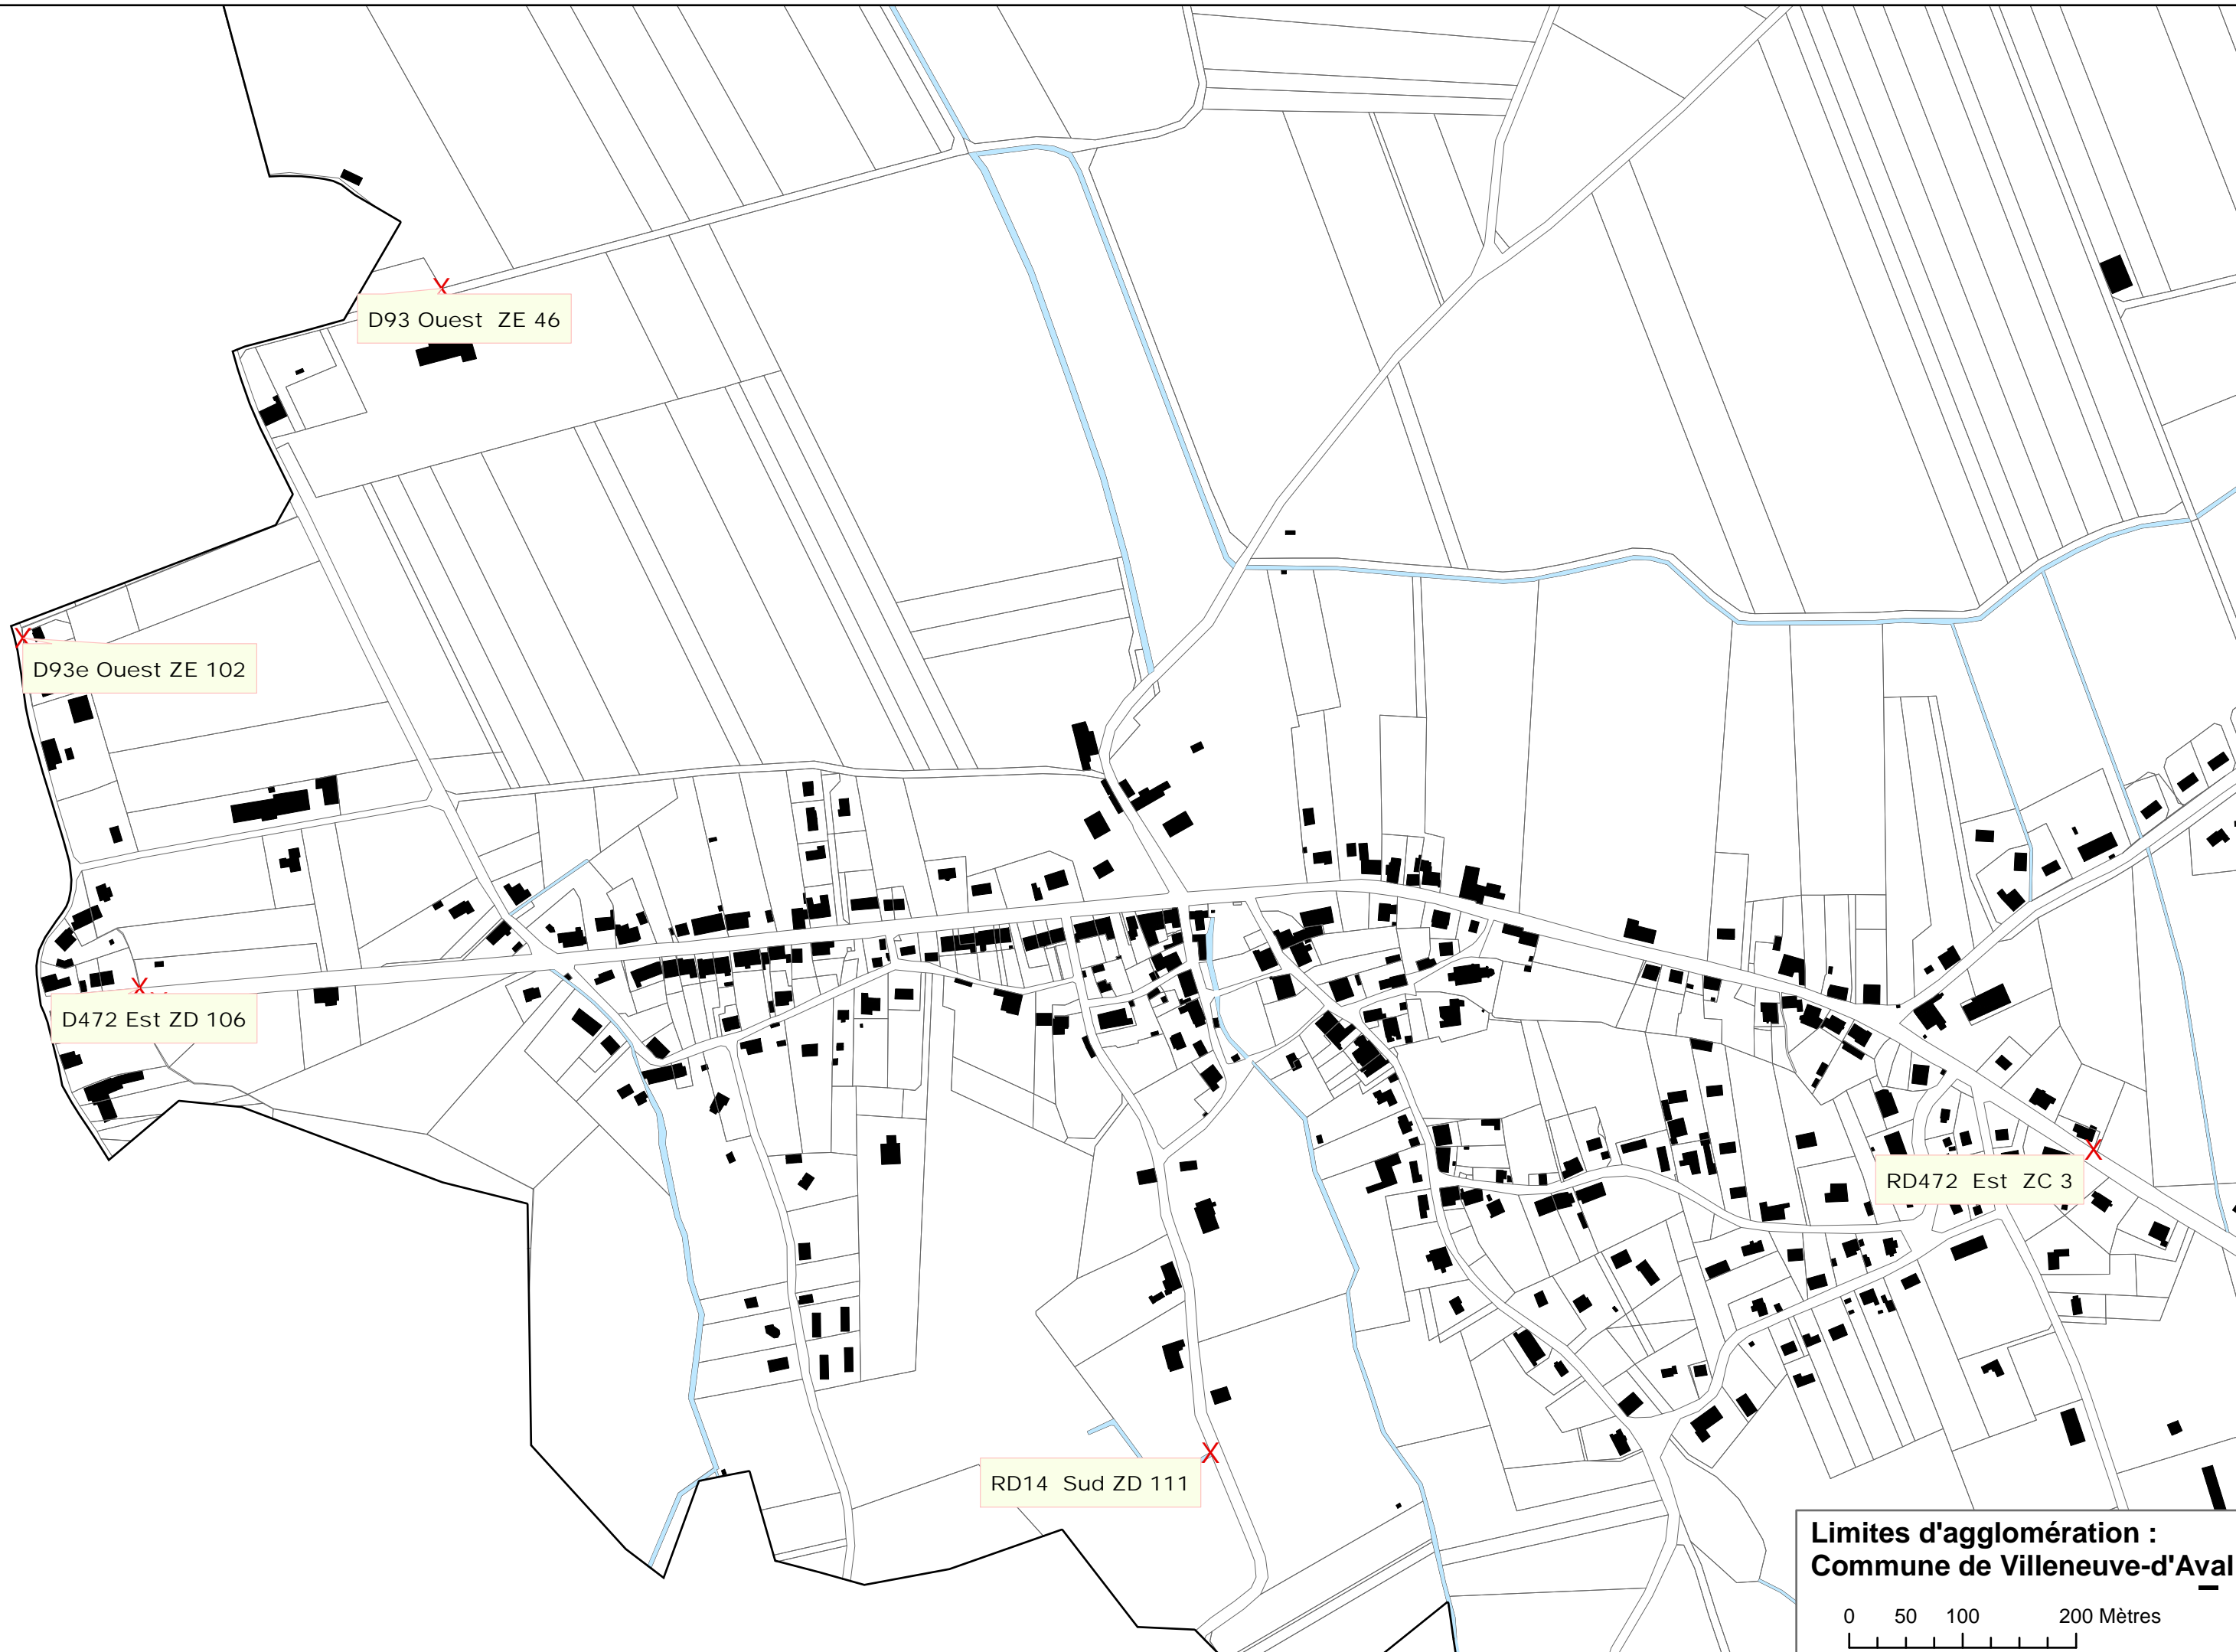 D93 Ouest  ZE 46
D93e Ouest ZE 102
D472 Est ZD 106
RD472  Est  ZC 3
RD14  Sud ZD 111
Limites d'agglomération :
Commune de Villeneuve-d'Aval
0 50 100 200 Mètres